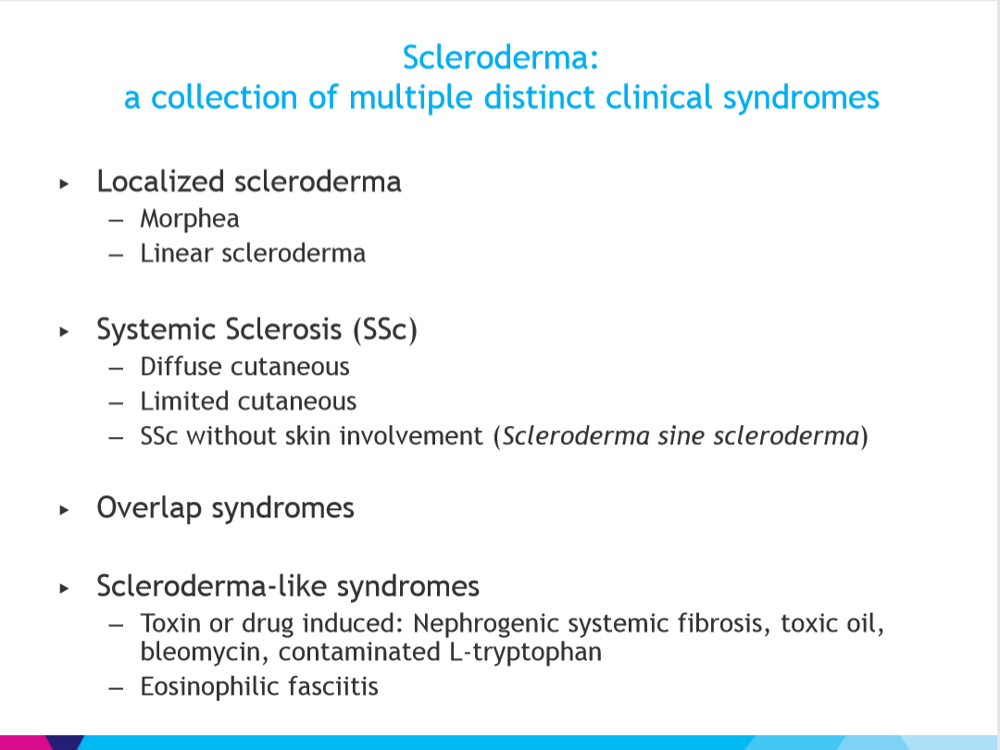 Scleroderma:
a collection of multiple distinct clinical syndromes
▸ Localized scleroderma
– Morphea
– Linear scleroderma
▸ Systemic Sclerosis (SSc)
– Diffuse cutaneous
– Limited cutaneous
– SSc without skin involvement (Scleroderma sine scleroderma)
▸ Overlap syndromes
▸ Scleroderma-like syndromes
– Toxin or drug induced: Nephrogenic systemic fibrosis, toxic oil,
bleomycin, contaminated L-tryptophan
– Eosinophilic fasciitis